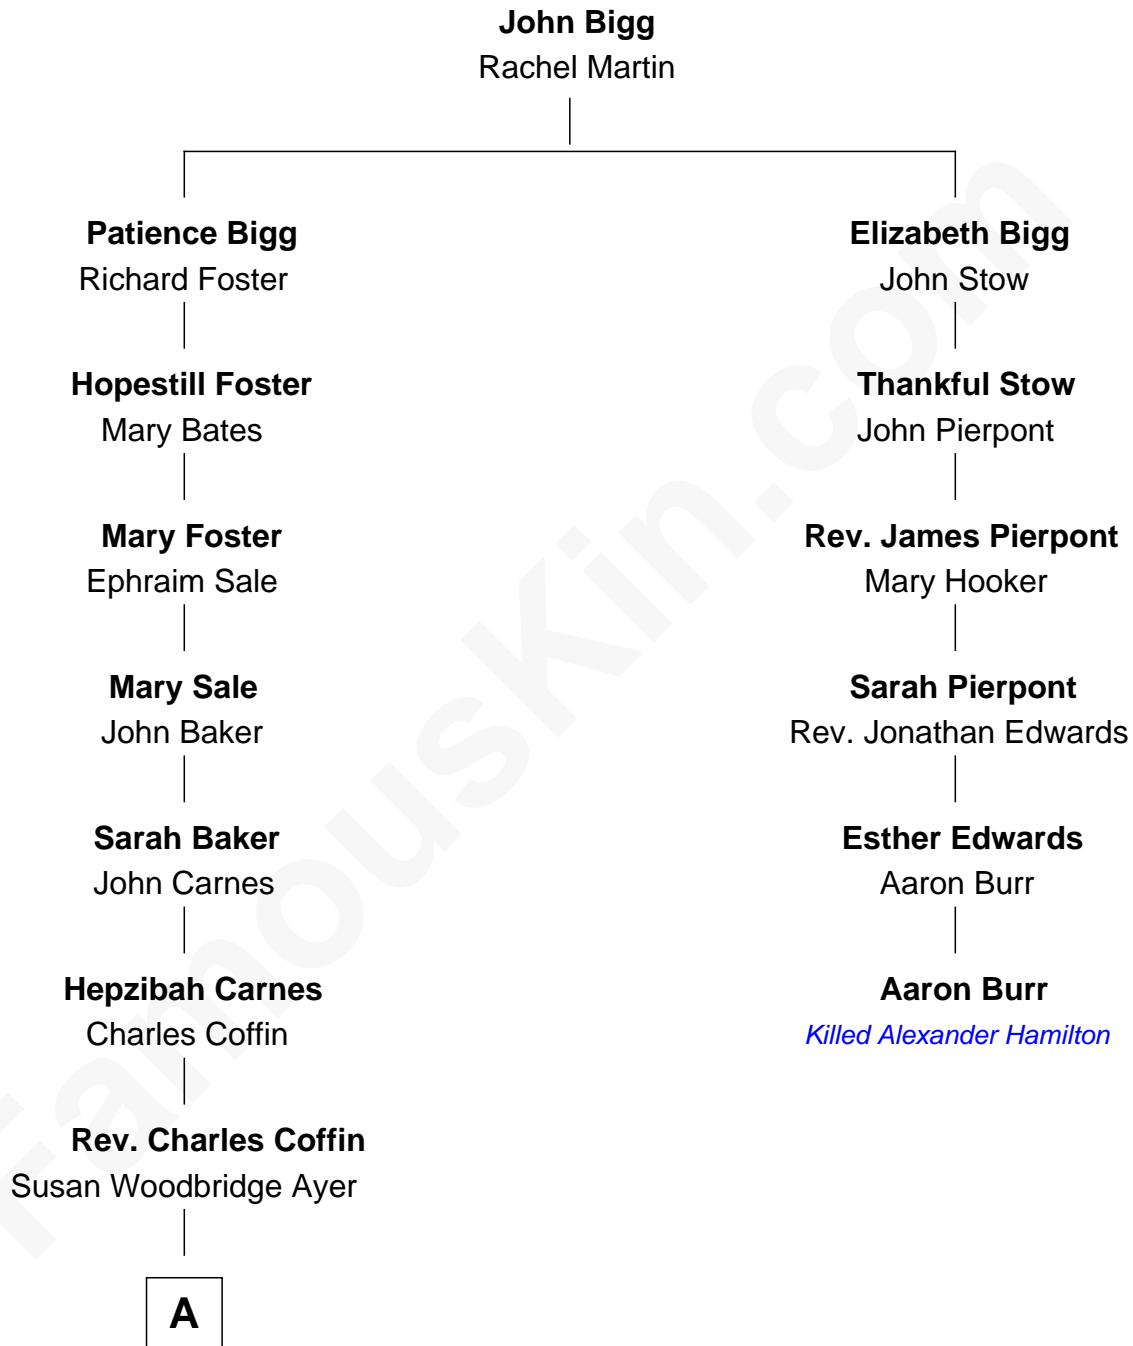 John Bigg
Rachel Martin
Patience Bigg
Richard Foster
Elizabeth Bigg
John Stow
Hopestill Foster
Mary Bates
Thankful Stow
John Pierpont
Mary Foster
Ephraim Sale
Rev. James Pierpont
Mary Hooker
Mary Sale
John Baker
Sarah Pierpont
Rev. Jonathan Edwards
Sarah Baker
John Carnes
Esther Edwards
Aaron Burr
Hepzibah Carnes
Charles Coffin
Aaron Burr
Killed Alexander Hamilton
Rev. Charles Coffin
Susan Woodbridge Ayer
A
FamousKin.com